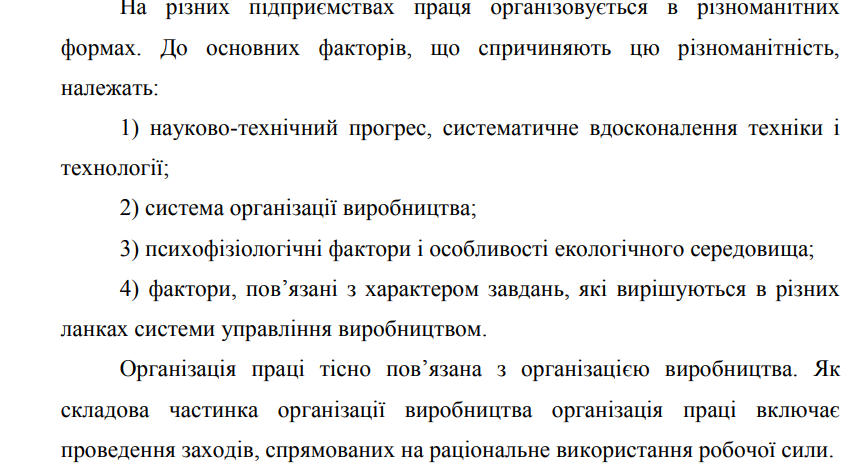 На різних підприємствах праця організовується в різноманітних
формах. До основних факторів, що спричиняють цю різноманітність,
належать:
1) науково-технічний прогрес, систематичне вдосконалення техніки і
технології;
2) система організації виробництва;
3) психофізіологічні фактори і особливості екологічного середовища;
4) фактори, пов’язані з характером завдань, які вирішуються в різних
ланках системи управління виробництвом.
Організація праці тісно пов’язана з організацією виробництва. Як
складова частинка організації виробництва організація праці включає
проведення заходів, спрямованих на раціональне використання робочої сили.